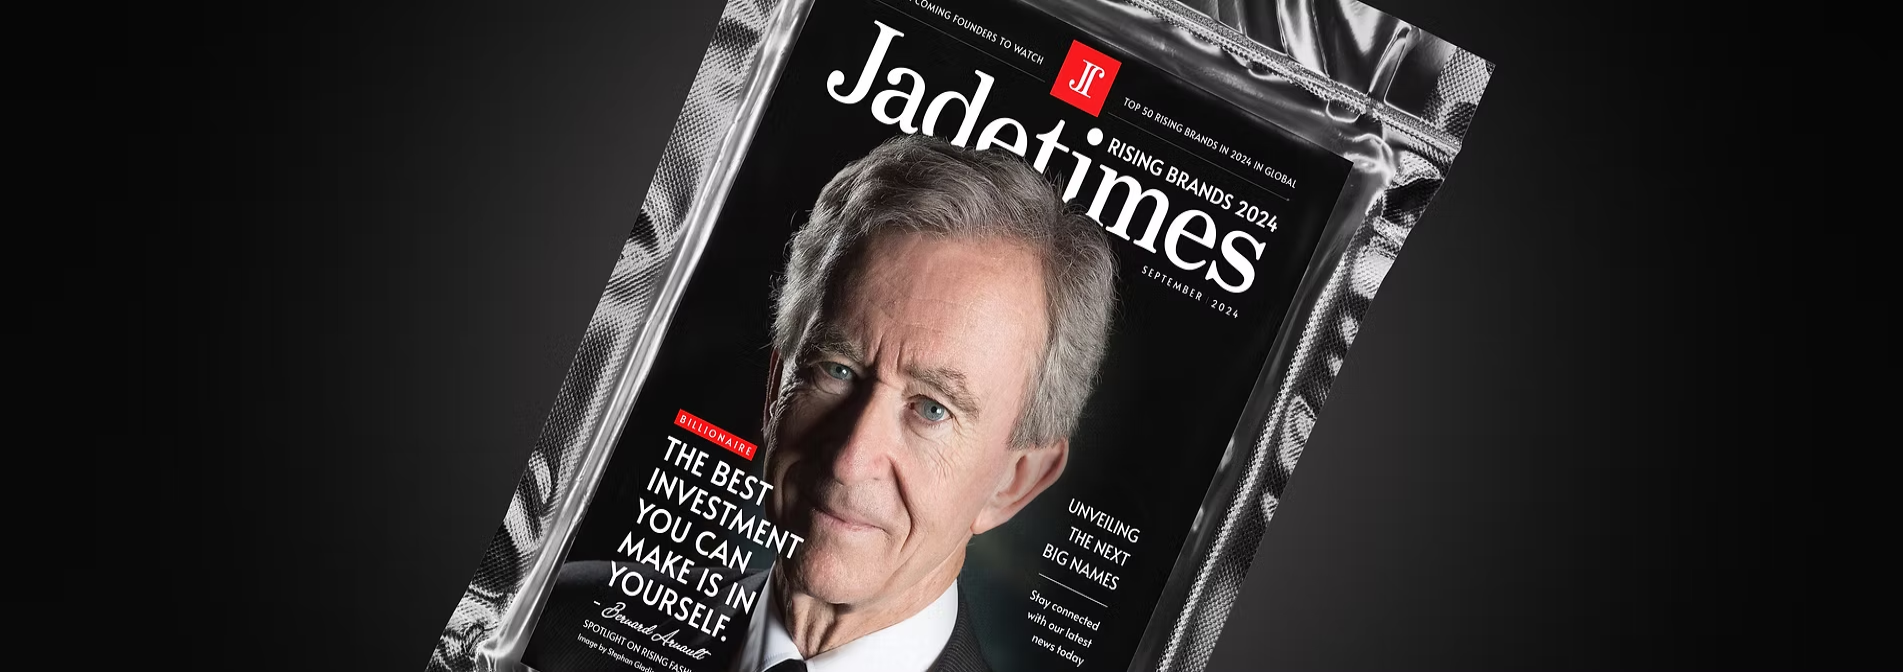 COMING FOUNDERS TO WATCH
JT
TOP 50 RISING BRANDS IN 2024 IN GLOBAL
Jadetimes
RISING BRANDS 2024
SEPTEMBER | 2024
BILLIONAIRE
THE BEST
INVESTMENT
YOU CAN
MAKE IS IN
YOURSELF.
- Bernard Arnault
SPOTLIGHT ON RISING
Image by Stephan
UNVEILING
THE NEXT
BIG NAMES
Stay connected
with our latest
news today